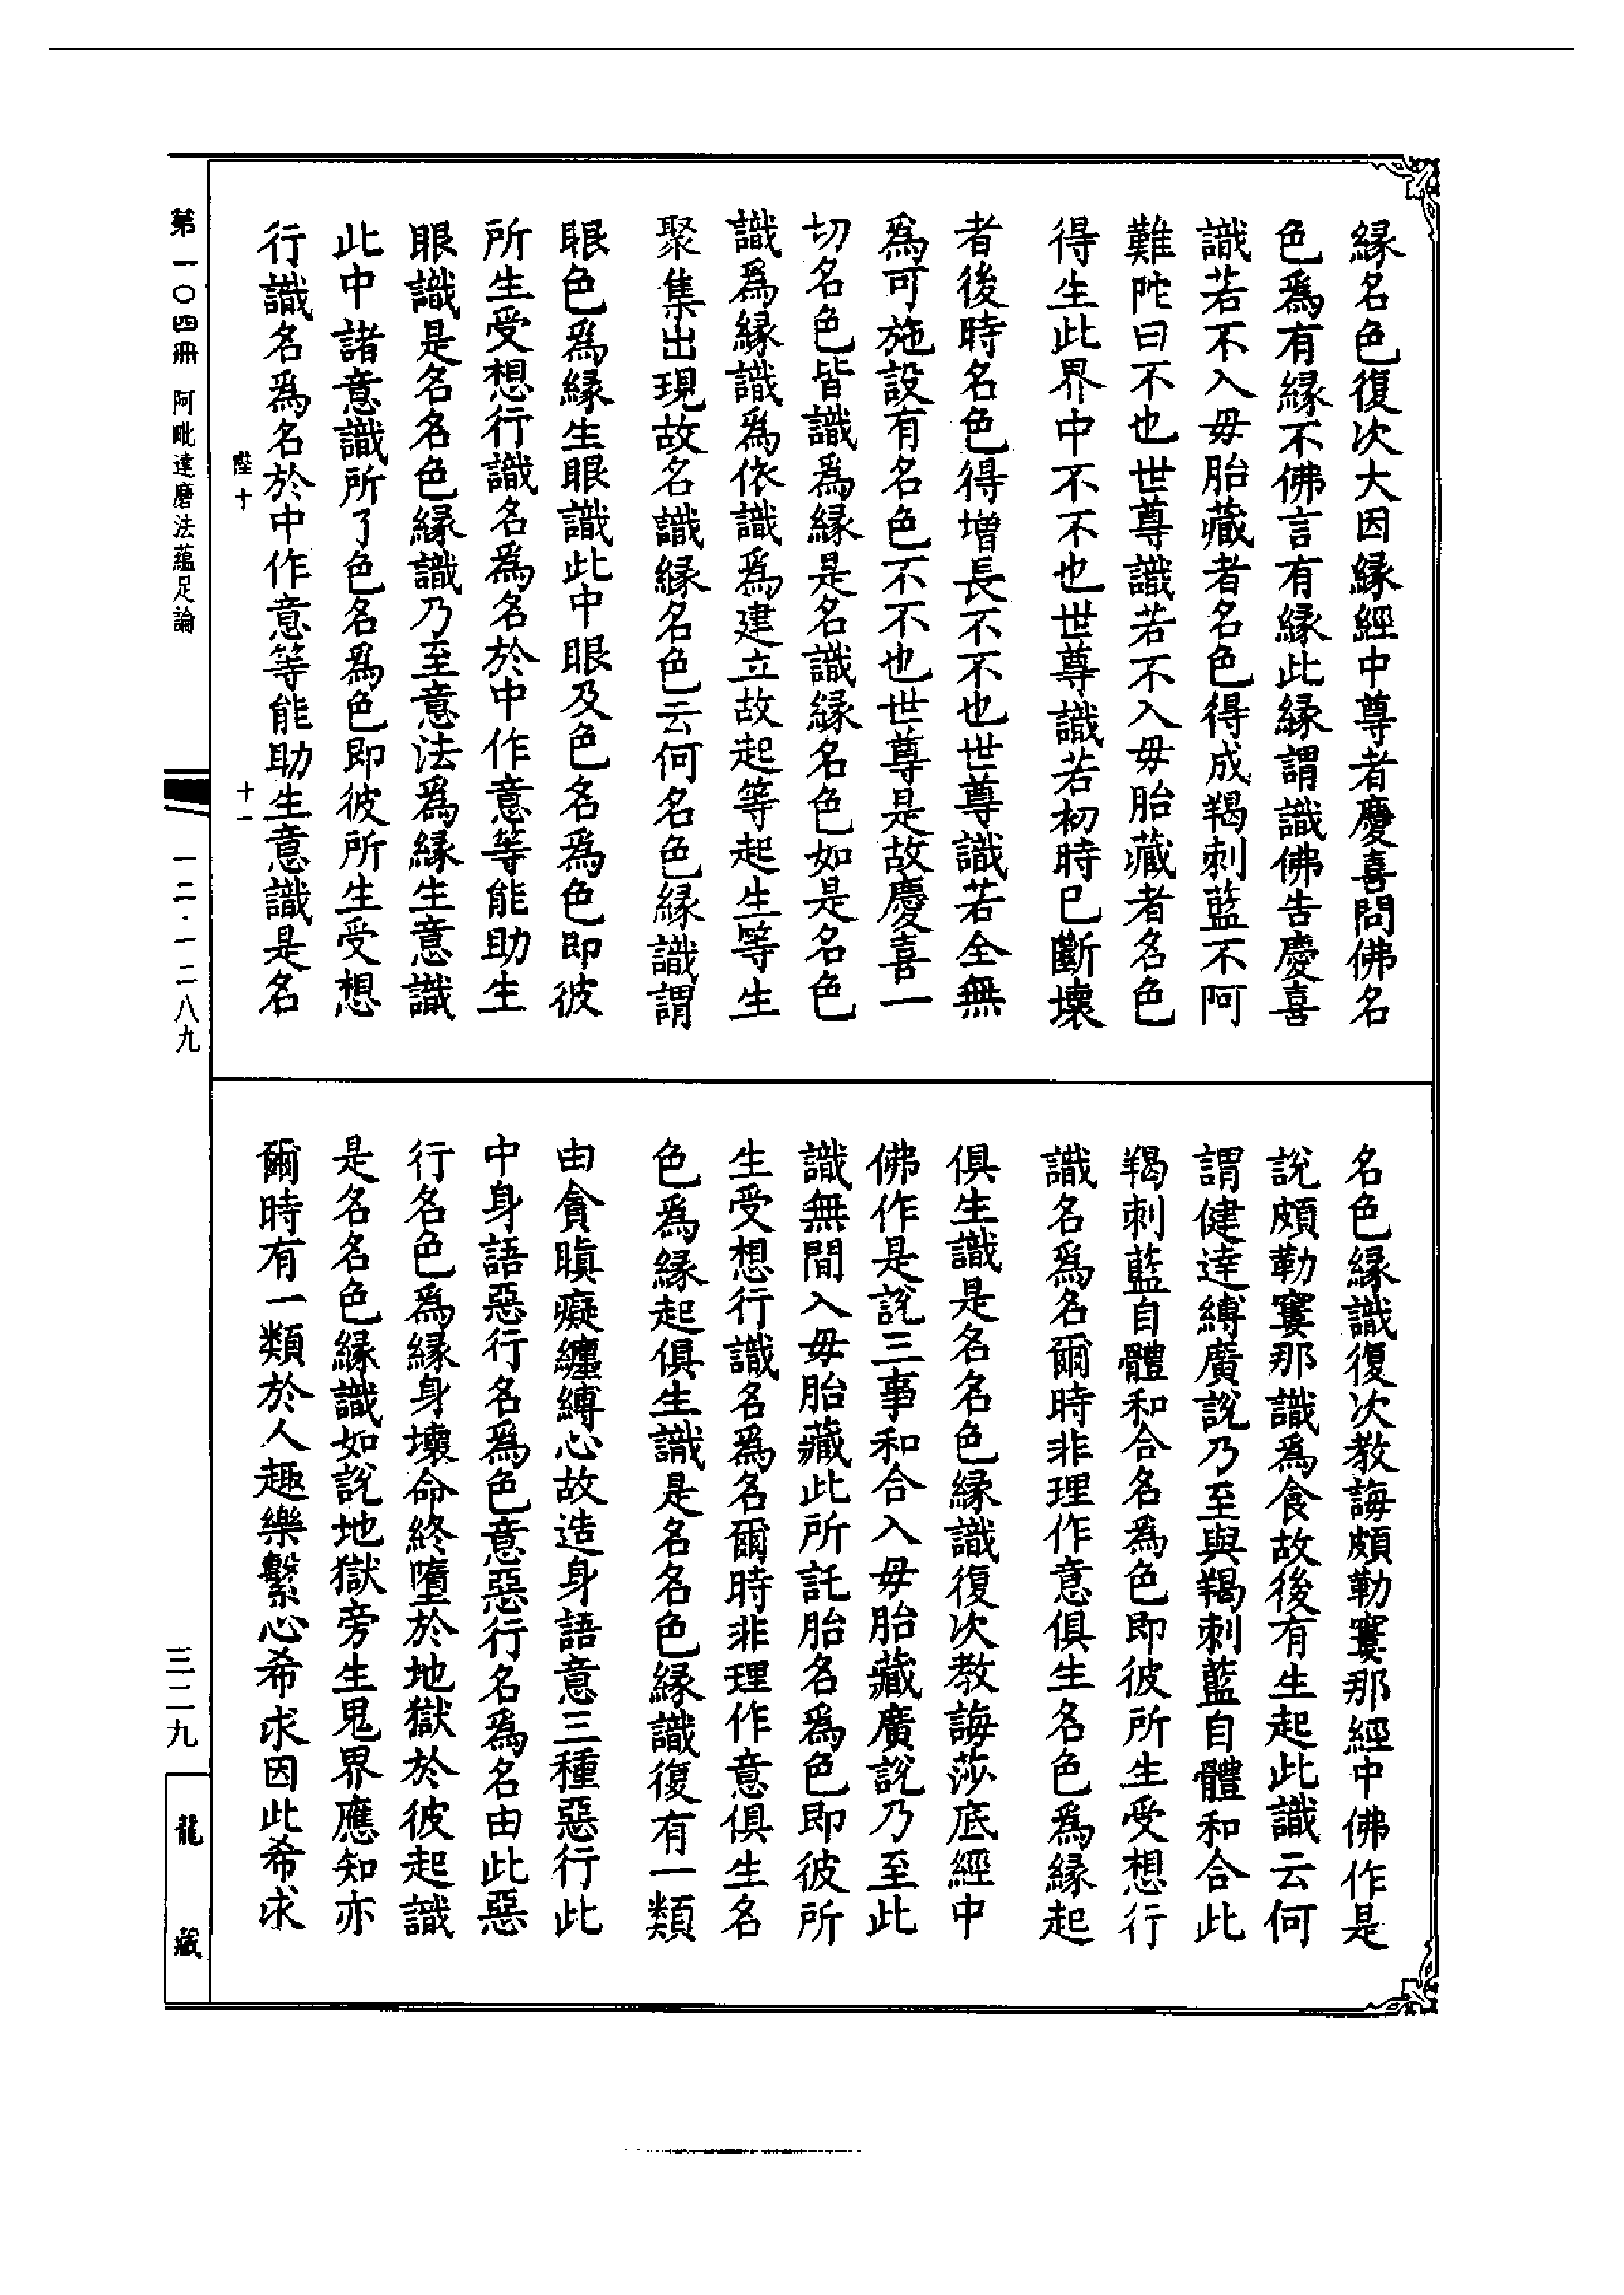 緣名色復次大因緣經中尊者慶喜問佛名
色爲有緣不佛言有緣此緣謂識佛告慶喜
識若不入毋胎藏者名色得成羯剌藍不阿
難陀曰不也世尊識若不入毋胎藏者名色
得生此界中不不也世尊識若初時已斷壞
者後時名色得增長不不也世尊識若全無
爲可施設有名色不不也世尊是故慶喜一
切名色皆識爲緣是名識緣名色如是名色
識爲緣識爲依識爲建立故起等起生等生
聚集出現故名識緣名色云何名色緣識謂
眼色爲緣生眼識此中眼及色名爲色即彼
所生受想行識名爲名於中作意等能助生
眼識是名名色緣識乃至意法爲緣生意識
此中諸意識所了色名爲色即彼所生受想
行識名爲名於中作意等能助生意識是名
名色緣識復次教誨頗勒窶那經中佛作是
說頗勒窶那識爲食故後有生起此識云何
謂健達縛廣說乃至與羯剌藍自體和合此
羯剌藍自體和合名爲色即彼所生受想行
識名爲名爾時非理作意俱生名色爲緣起
俱生識是名名色緣識復次教誨莎底經中
佛作是說三事和合入毋胎藏廣說乃至此
識無間入毋胎藏此所託胎名爲色即彼所
生受想行識名爲名爾時非理作意俱生名
色爲緣起俱生識是名名色緣識復有一類
由貪瞋癡纏縛心故造身語意三種惡行此
中身語惡行名爲色意惡行名爲名由此惡
行名色爲緣身壞命終墮於地獄於彼起識
是名名色緣識如說地獄旁生鬼界應知亦
爾時有一類於人趣樂繫心希求因此希求
陛十
十一
第一〇四冊 阿毗達磨法蘊足論
一二·一二八九
三二九
龍藏